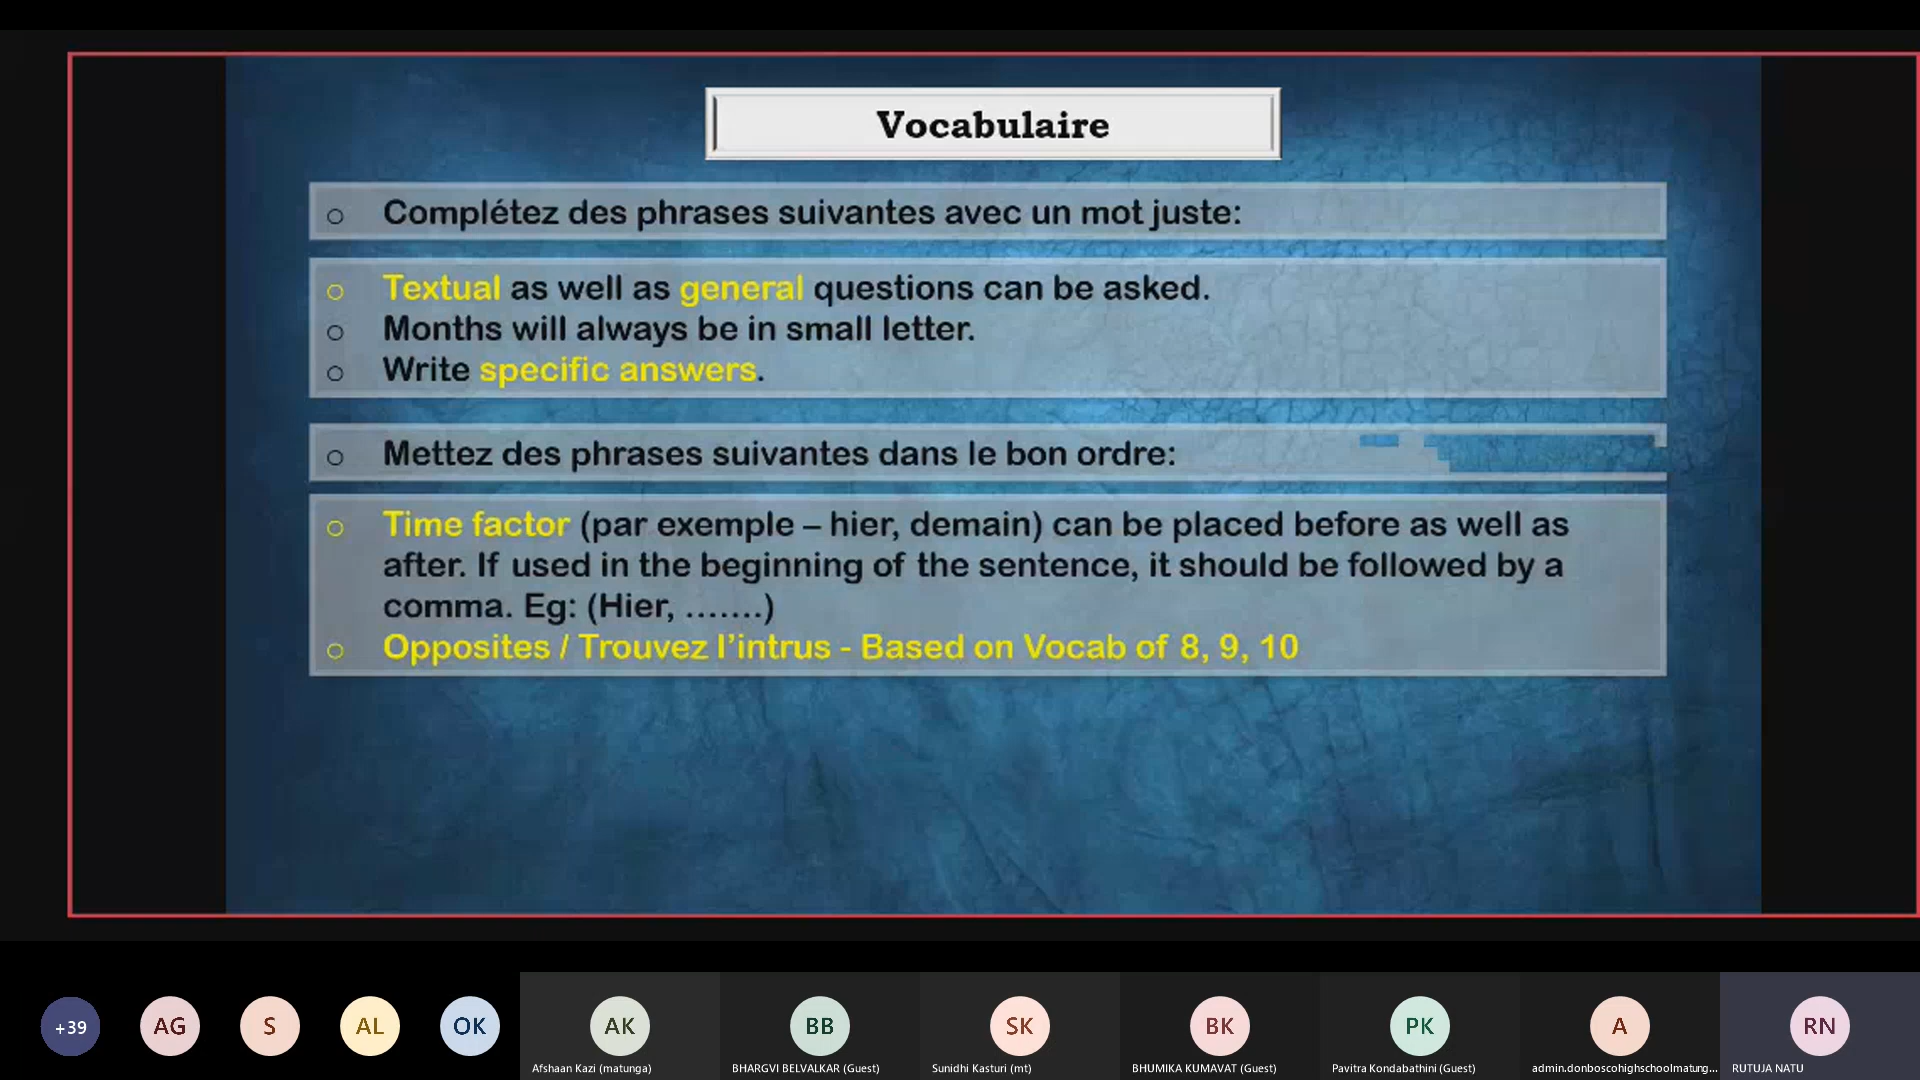 Vocabulaire
Complétez des phrases suivantes avec un mot juste:
Textual as well as general questions can be asked.
Months will always be in small letter.
Write specific answers.
Mettez des phrases suivantes dans le bon ordre:
Time factor (par exemple – hier, demain) can be placed before as well as
after. If used in the beginning of the sentence, it should be followed by a
comma. Eg: (Hier, …….)
Opposites / Trouvez l’intrus - Based on Vocab of 8, 9, 10
+39 AG S AL OK AK BB SK BK PK A RN
Afshaan Kazi (matunga) BHARGVI BELVALKAR (Guest) Sunidhi Kasturi (mt) BHUMIKA KUMAVAT (Guest) Pavitra Kondabathini (Guest) admin.donboscohighschoolmatung... RUTUJA NATU